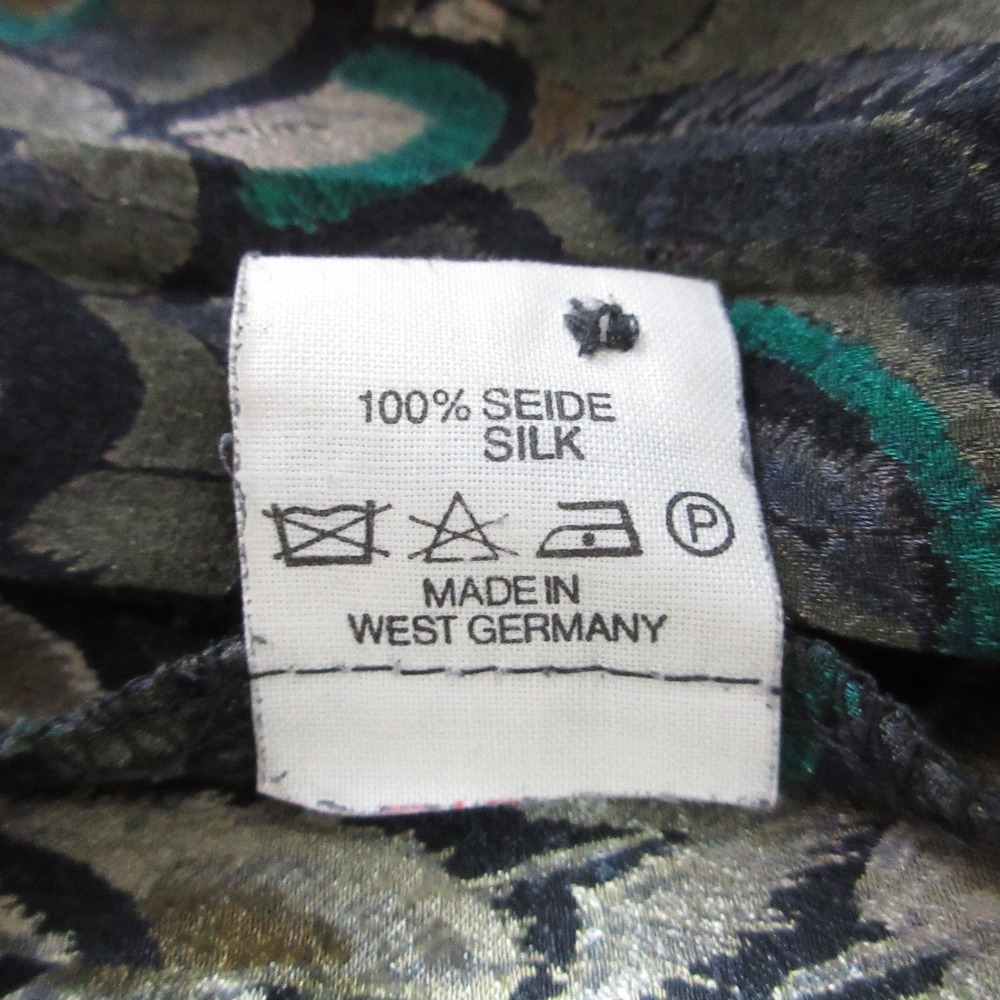 100% SEIDE
SILK
P
MADE IN
WEST GERMANY